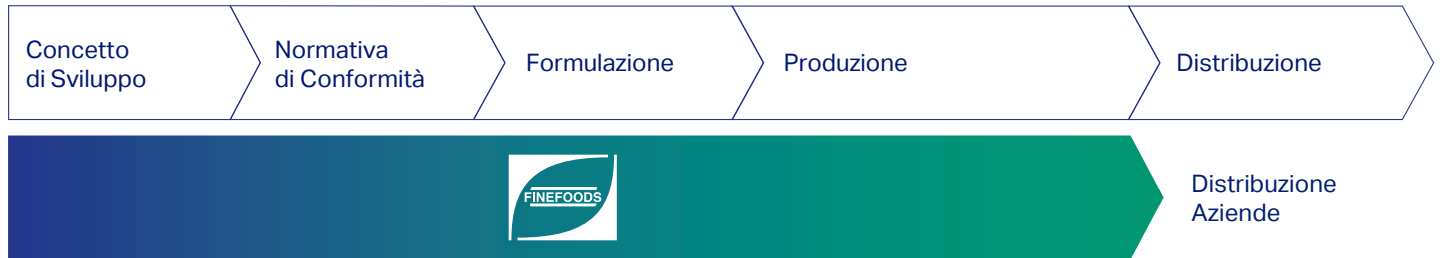 Concetto
di Sviluppo
Normativa
di Conformità
Formulazione
Produzione
Distribuzione
FINEFOODS
Distribuzione
Aziende